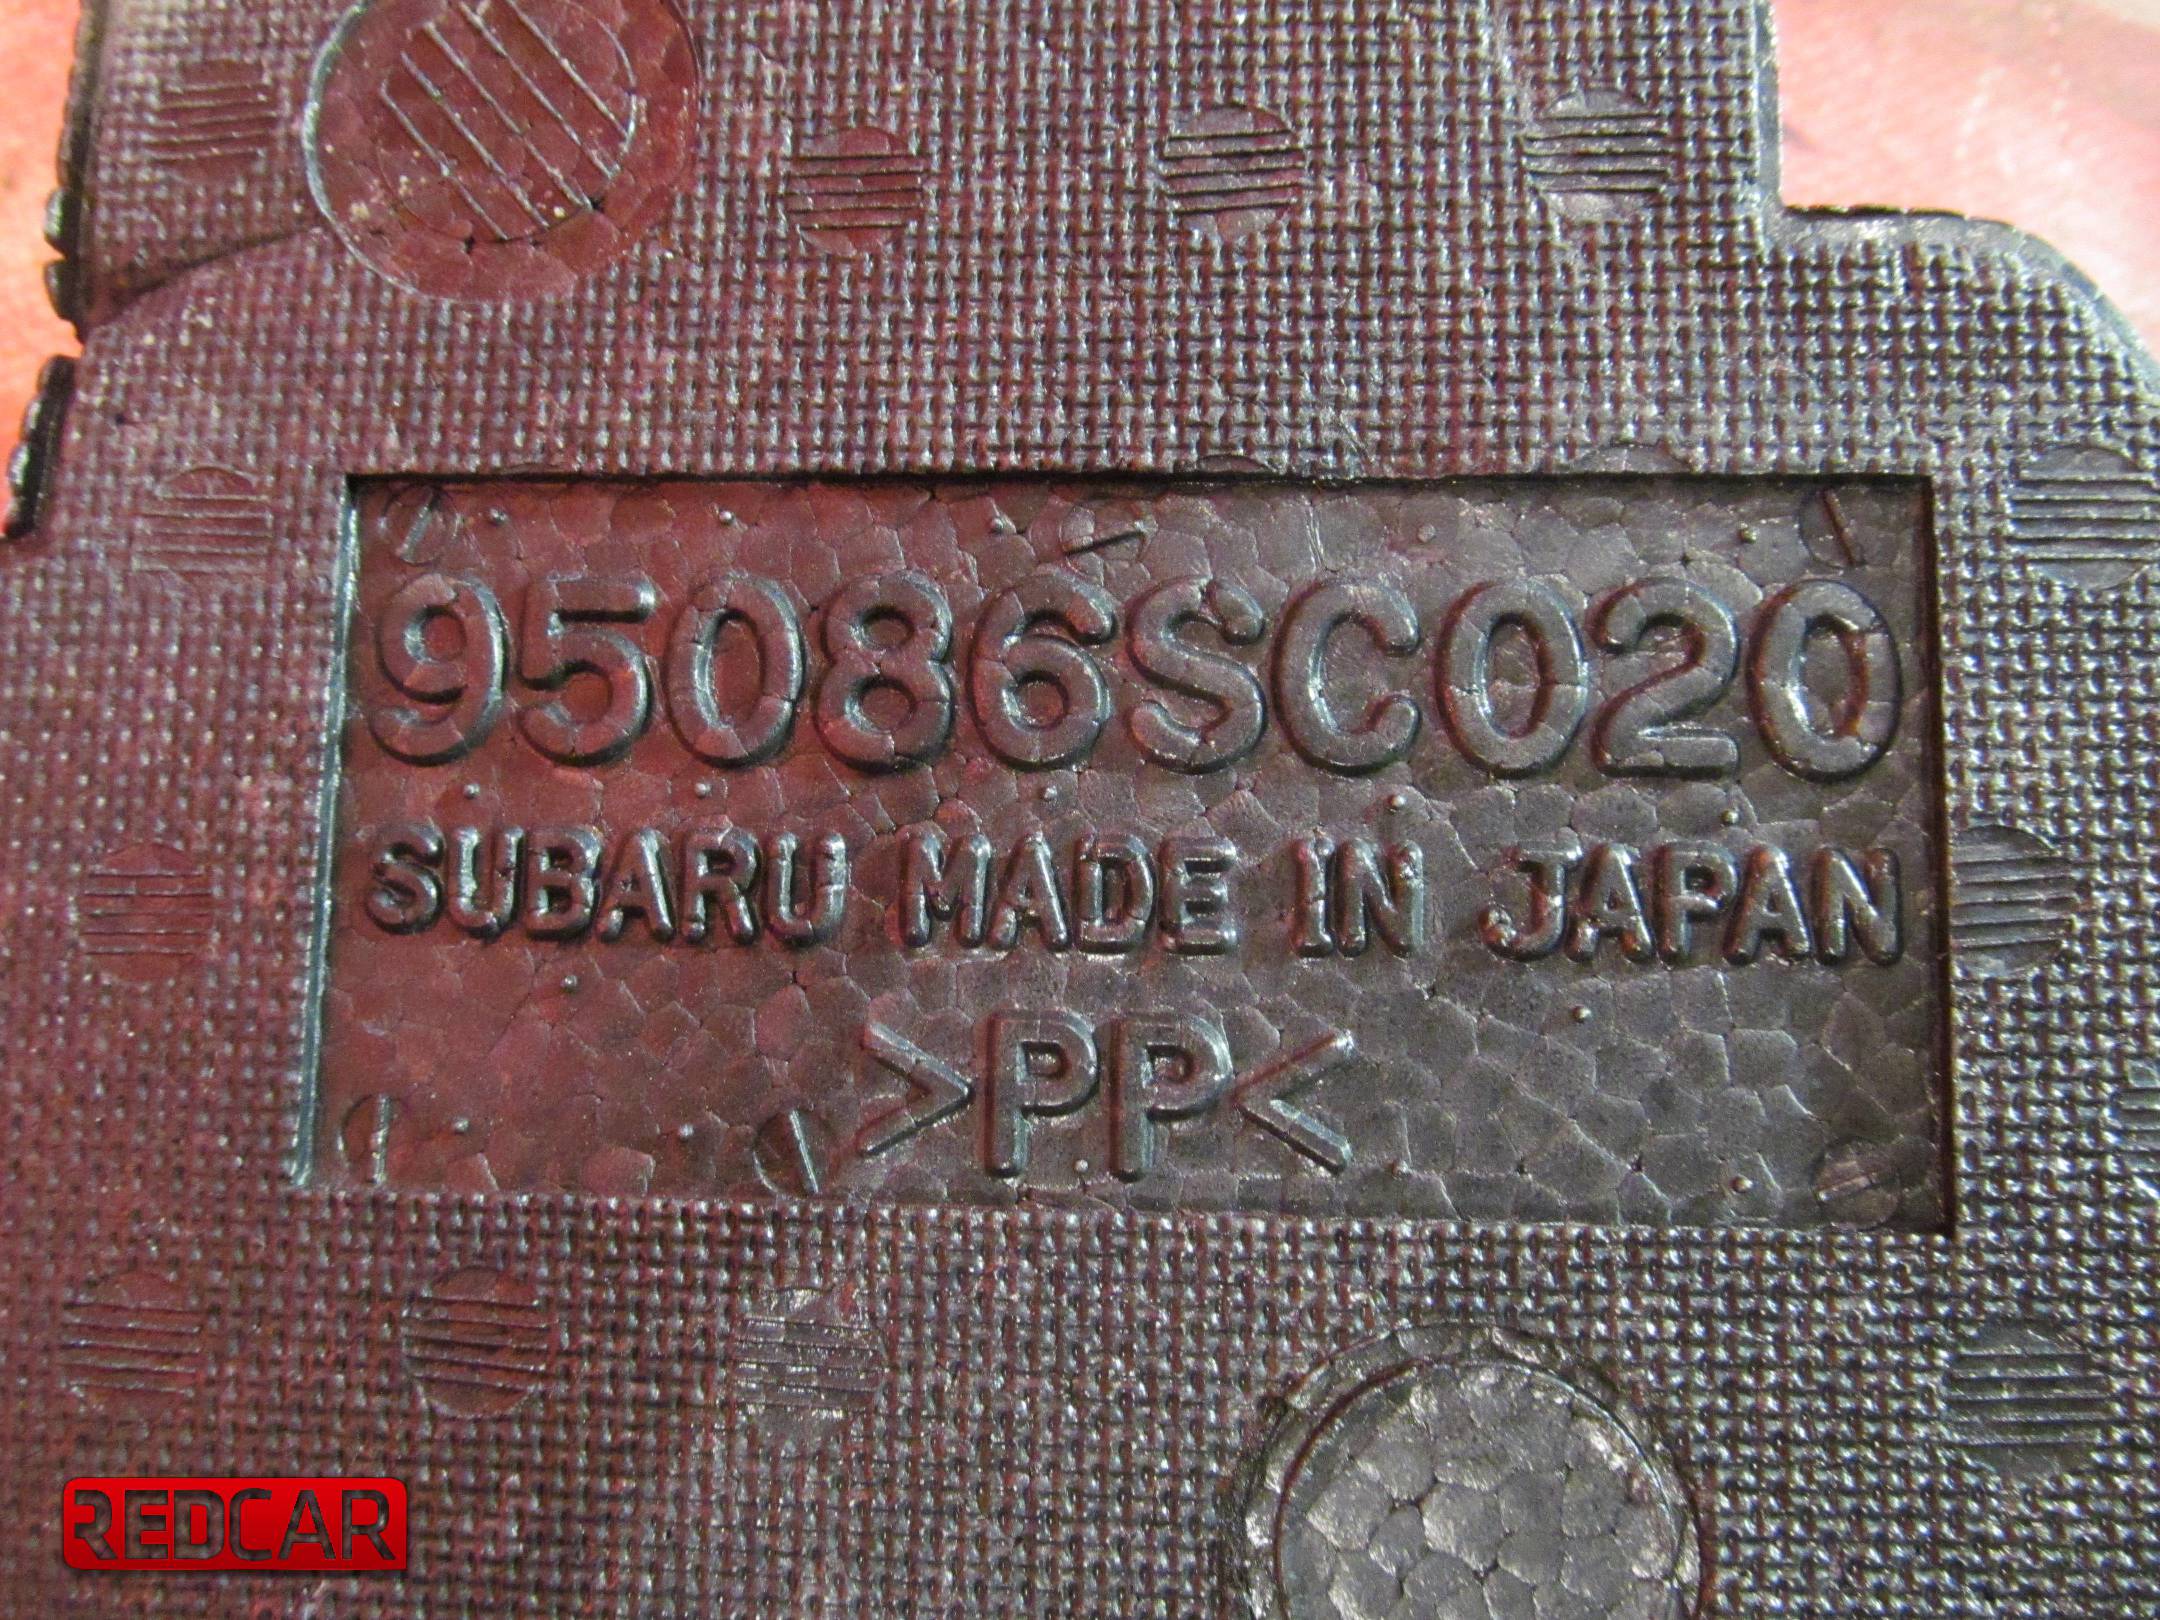 95086SC020
SUBARU MADE IN JAPAN
>PP<
REDCAR